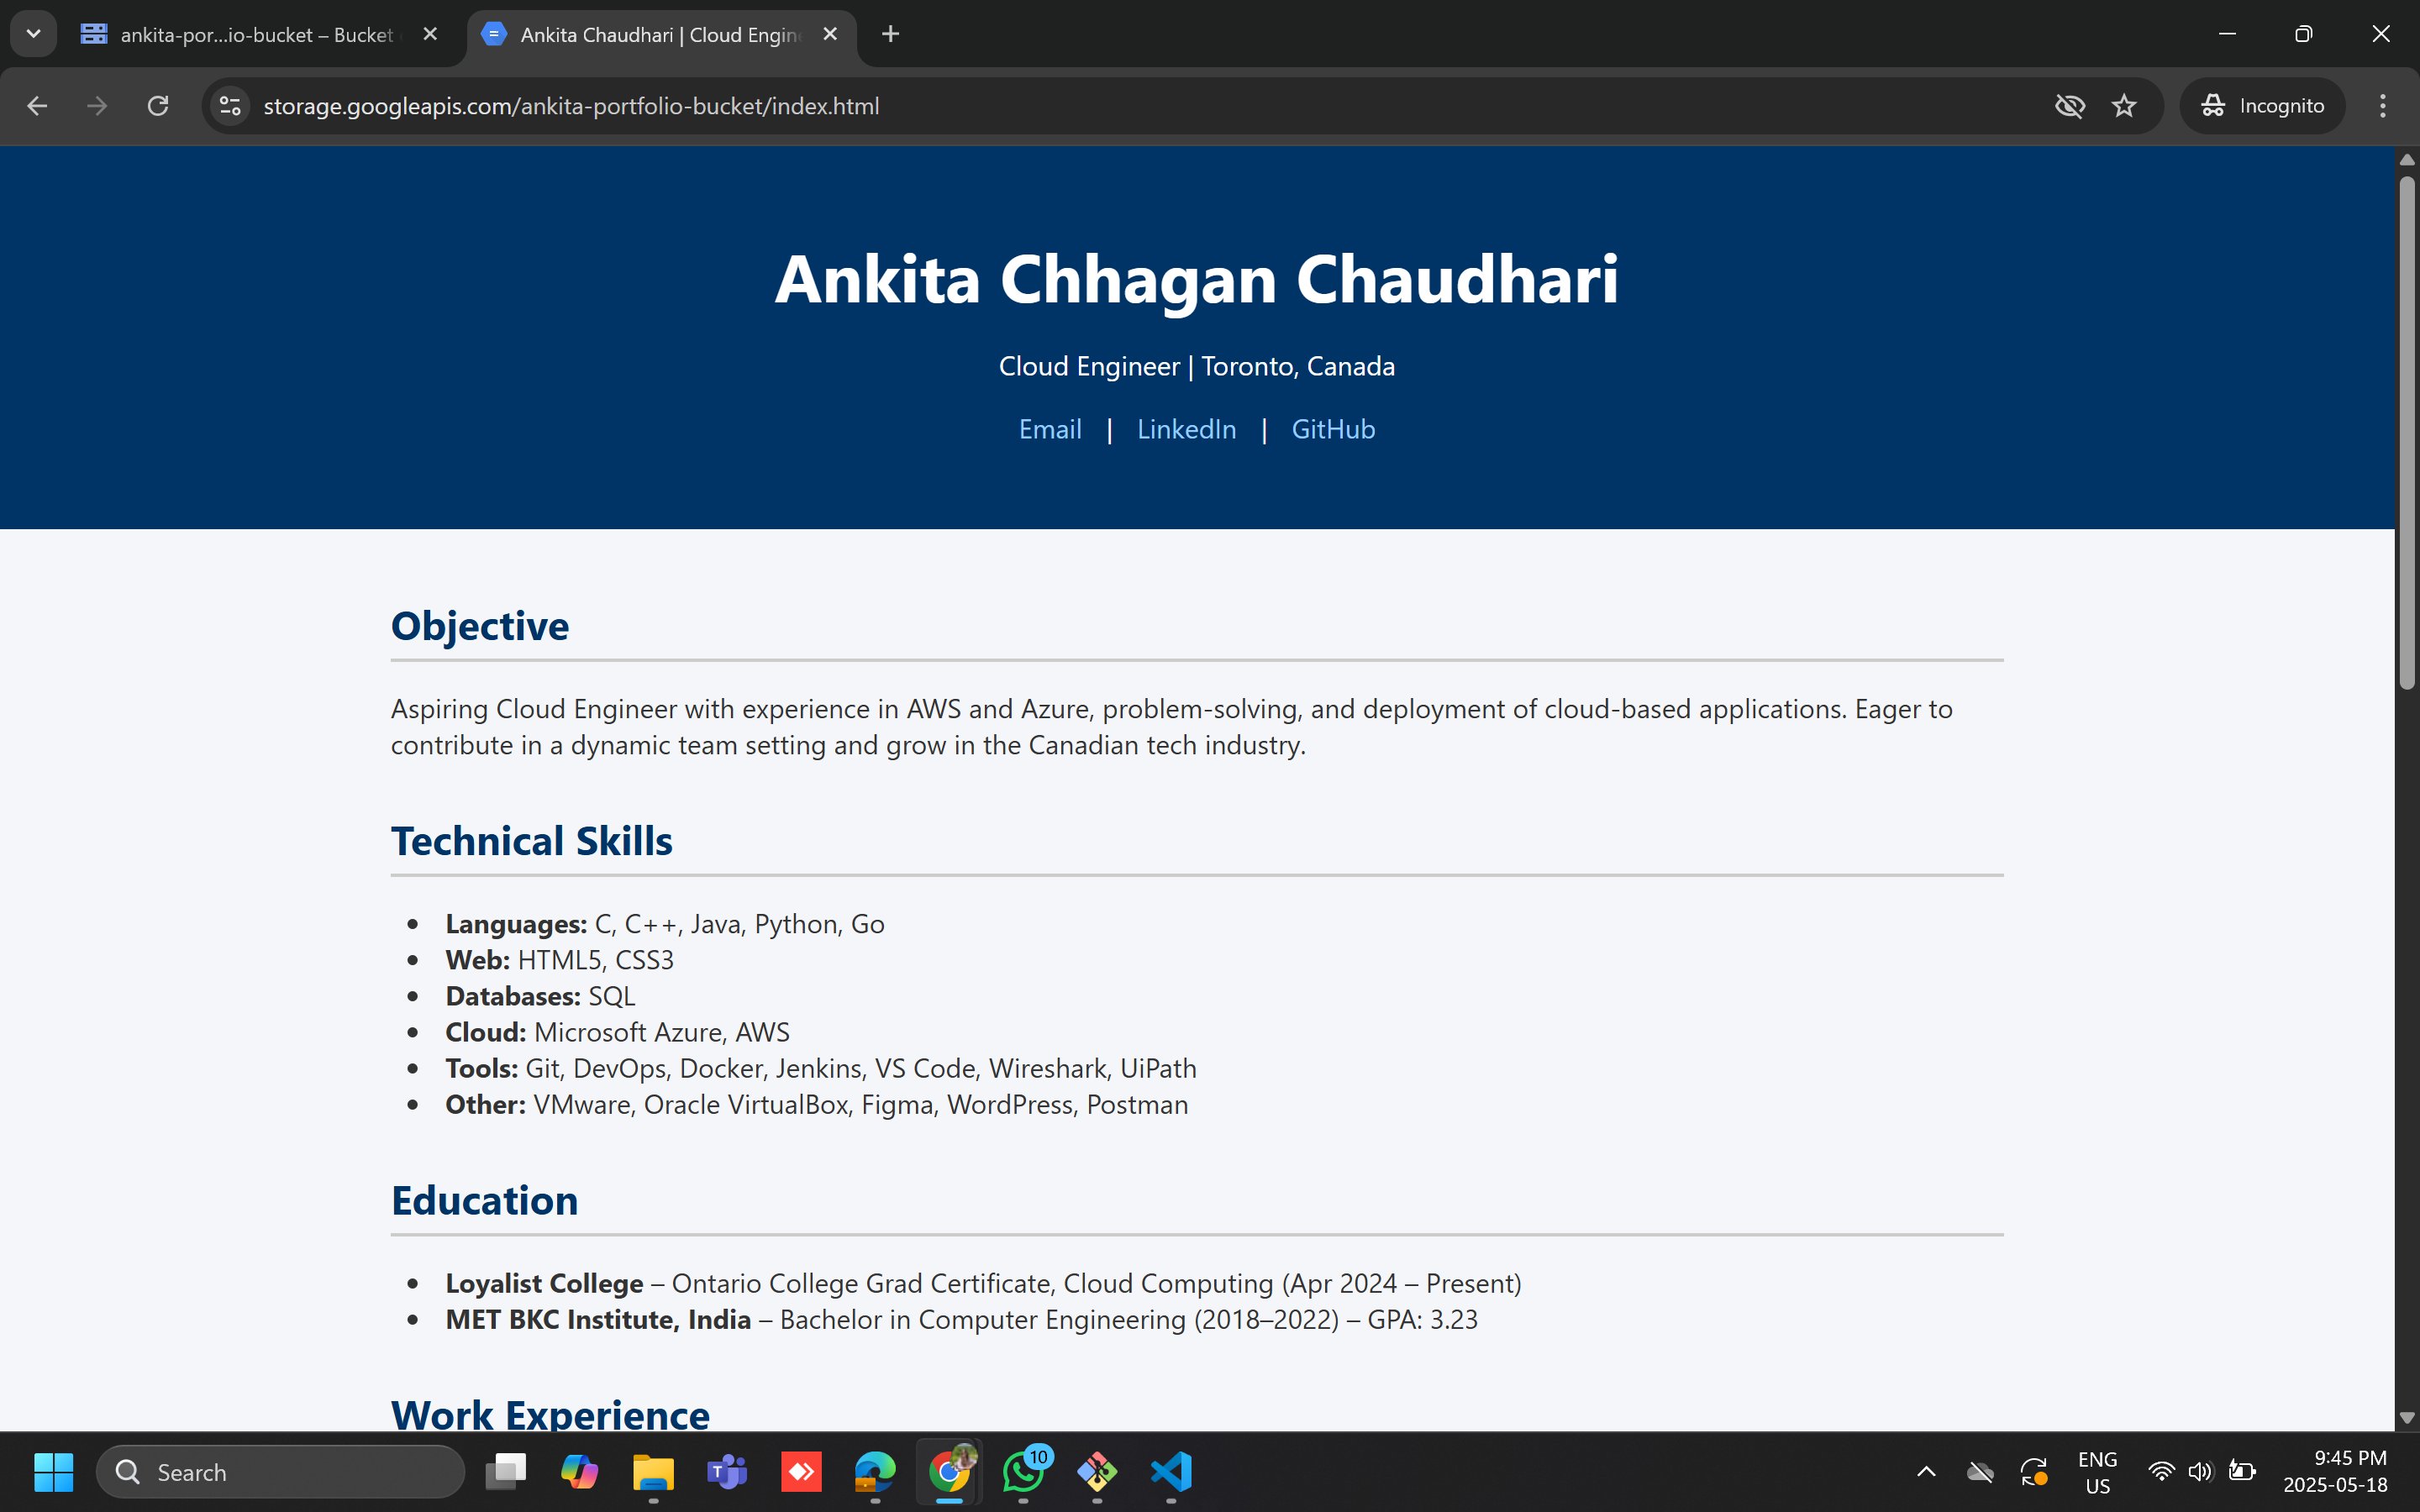 ankita-por...io-bucket – Bucket
Ankita Chaudhari | Cloud Engin
storage.googleapis.com/ankita-portfolio-bucket/index.html
Incognito
Ankita Chhagan Chaudhari
Cloud Engineer | Toronto, Canada
Email | LinkedIn | GitHub
Objective
Aspiring Cloud Engineer with experience in AWS and Azure, problem-solving, and deployment of cloud-based applications. Eager to
contribute in a dynamic team setting and grow in the Canadian tech industry.
Technical Skills
• Languages: C, C++, Java, Python, Go
• Web: HTML5, CSS3
• Databases: SQL
• Cloud: Microsoft Azure, AWS
• Tools: Git, DevOps, Docker, Jenkins, VS Code, Wireshark, UiPath
• Other: VMware, Oracle VirtualBox, Figma, WordPress, Postman
Education
• Loyalist College – Ontario College Grad Certificate, Cloud Computing (Apr 2024 – Present)
• MET BKC Institute, India – Bachelor in Computer Engineering (2018–2022) – GPA: 3.23
Work Experience
Search
10
ENG
US
9:45 PM
2025-05-18